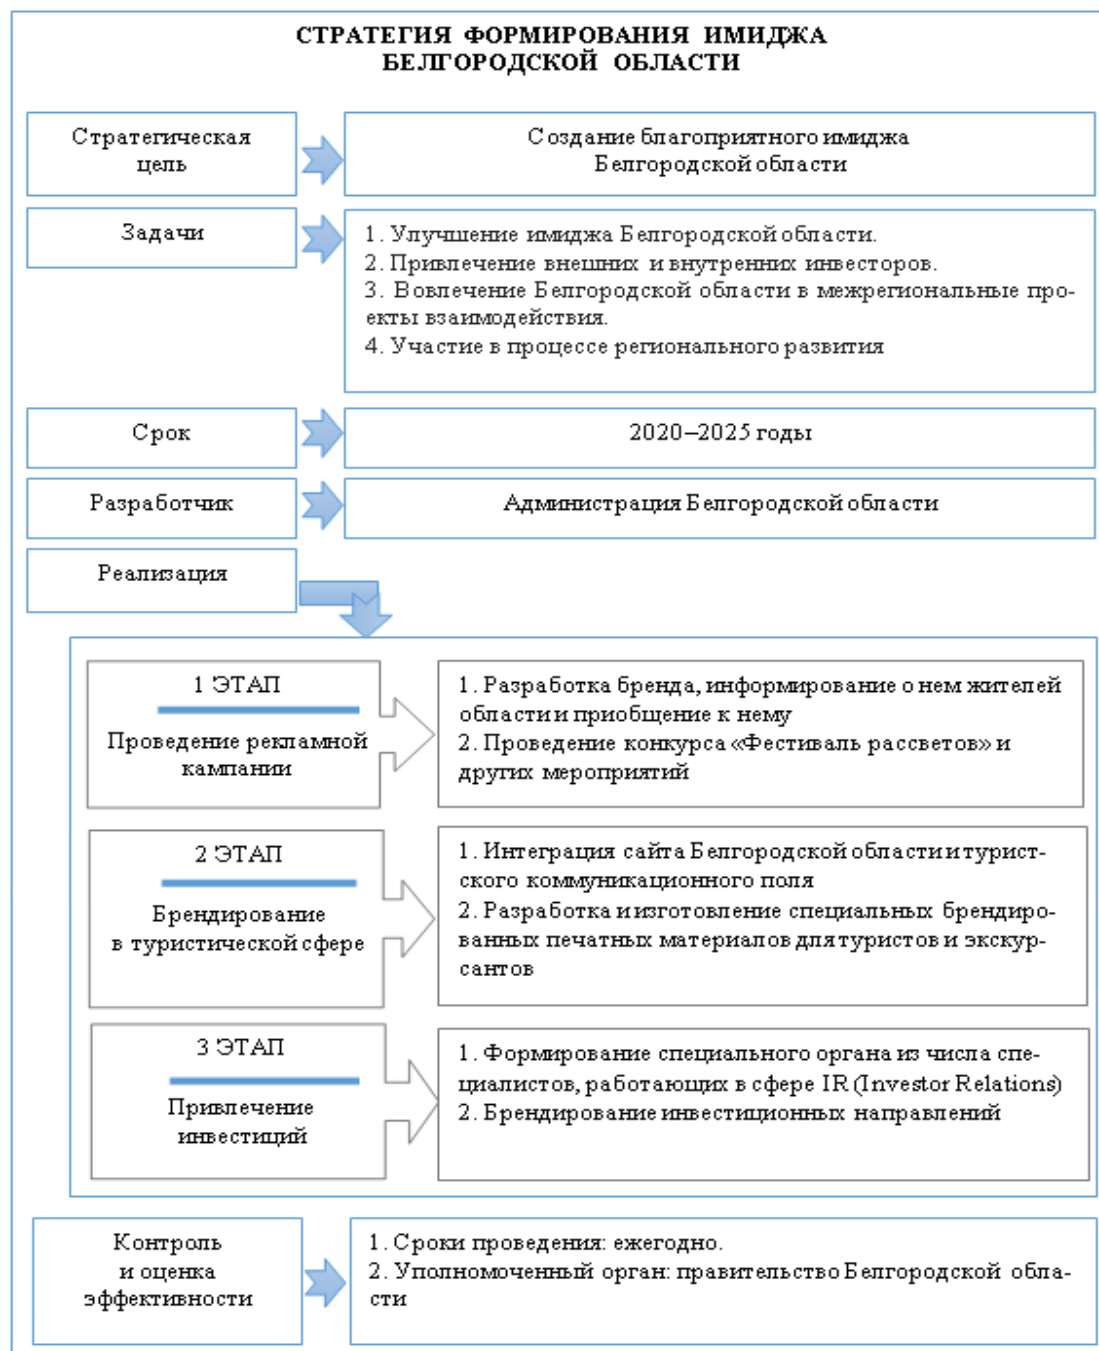 СТРАТЕГИЯ ФОРМИРОВАНИЯ ИМИДЖА
БЕЛГОРОДСКОЙ ОБЛАСТИ
Стратегическая
цель
Создание благоприятного имиджа
Белгородской области
Задачи
1. Улучшение имиджа Белгородской области.
2. Привлечение внешних и внутренних инвесторов.
3. Вовлечение Белгородской области в межрегиональные про-
екты взаимодействия.
4. Участие в процессе регионального развития
Срок
2020–2025 годы
Разработчик
Администрация Белгородской области
Реализация
1 ЭТАП
Проведение рекламной
кампании
1. Разработка бренда, информирование о нем жителей
области и приобщение к нему
2. Проведение конкурса «Фестиваль рассветов» и
других мероприятий
2 ЭТАП
Брендирование
в туристической сфере
1. Интеграция сайта Белгородской области и турист-
ского коммуникационного поля
2. Разработка и изготовление специальных брендиро-
ванных печатных материалов для туристов и экскур-
сантов
3 ЭТАП
Привлечение
инвестиций
1. Формирование специального органа из числа спе-
циалистов, работающих в сфере IR (Investor Relations)
2. Брендирование инвестиционных направлений
Контроль
и оценка
эффективности
1. Сроки проведения: ежегодно.
2. Уполномоченный орган: правительство Белгородской обла-
сти